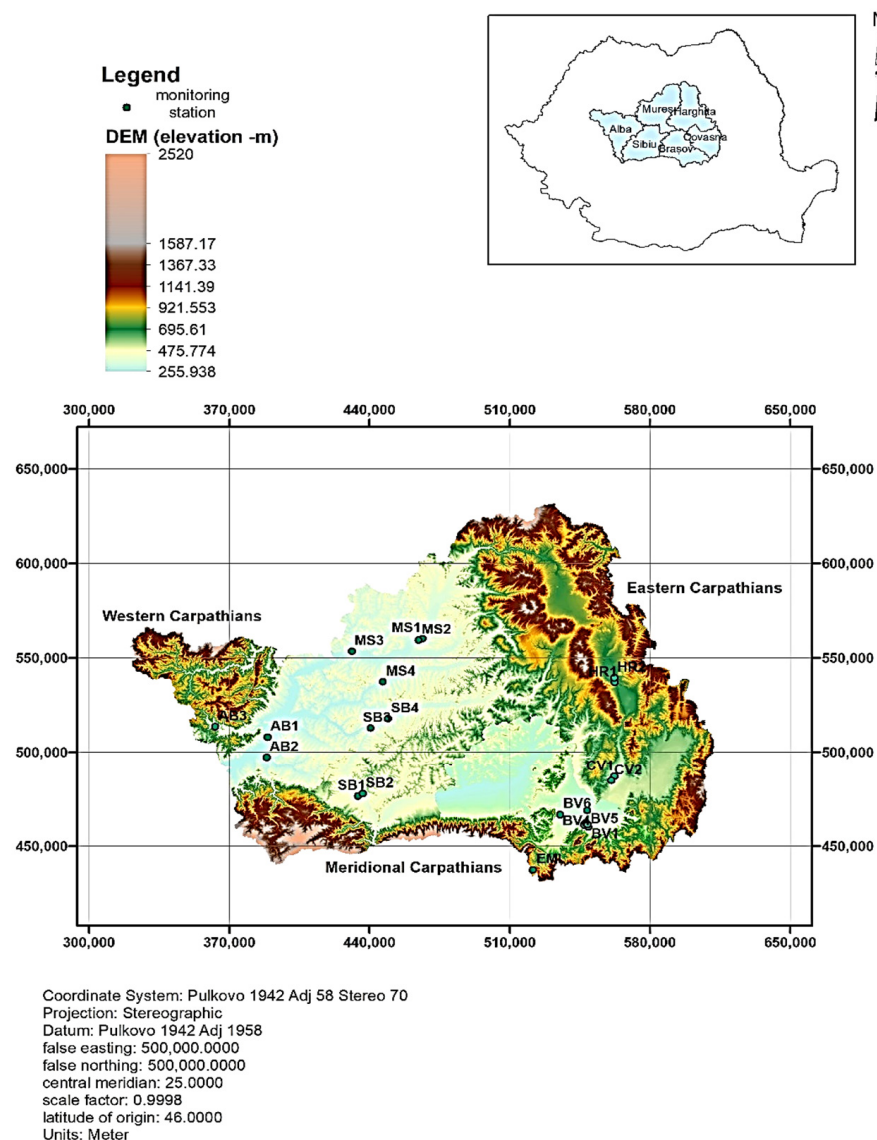 N
Legend
monitoring
station
DEM (elevation -m)
2520
1587.17
1367.33
1141.39
921.553
695.61
475.774
255.938
Mureș
Harghita
Alba
Covasna
Sibiu
Brașov
300,000 370,000 440,000 510,000 580,000 650,000
650,000 650,000
600,000 600,000
Eastern Carpathians
Western Carpathians
MS1 MS2
MS3
550,000 550,000
HR1
MS4
SB4
AB3
AB1
SB3
500,000 500,000
AB2
CV1 CV2
SB1 SB2
BV6
BV5
BV1
450,000 450,000
Meridional Carpathians
300,000 370,000 440,000 510,000 580,000 650,000
Coordinate System: Pulkovo 1942 Adj 58 Stereo 70
Projection: Stereographic
Datum: Pulkovo 1942 Adj 1958
false easting: 500,000.0000
false northing: 500,000.0000
central meridian: 25.0000
scale factor: 0.9998
latitude of origin: 46.0000
Units: Meter